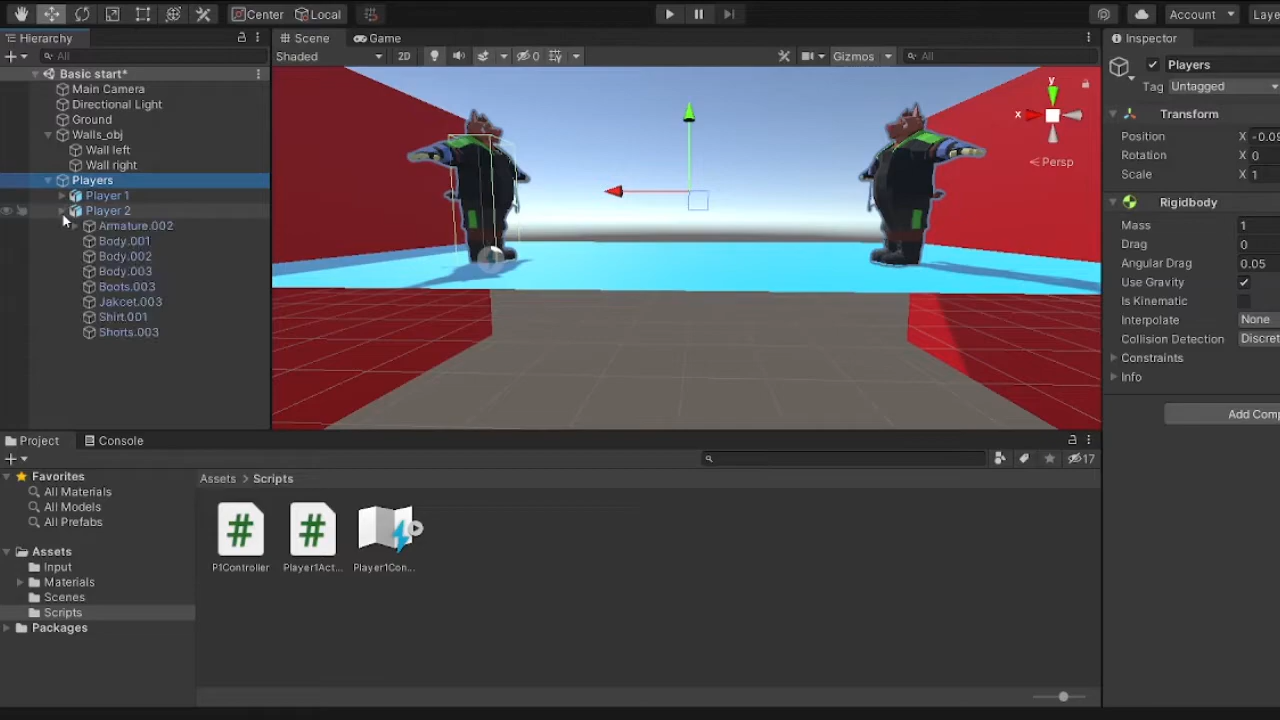 Center Local Account Laye
Hierarchy Scene Game Inspector
All Shaded 2D 0 Gizmos All Players
Tag Untagged
Basic start*
Main Camera
Directional Light
Ground
Walls_obj
Wall left
Wall right
Players
Player 1
Player 2
Armature.002
Body.001
Body.002
Body.003
Boots.003
Jakcet.003
Shirt.001
Shorts.003
y
x
Persp
Transform
Position X -0.09
Rotation X 0
Scale X 1
Rigidbody
Mass 1
Drag 0
Angular Drag 0.05
Use Gravity
Is Kinematic
Interpolate None
Collision Detection Discret
Constraints
Info
Add Comp
Project Console
17
Favorites
All Materials
All Models
All Prefabs
Assets
Input
Materials
Scenes
Scripts
Packages
Assets > Scripts
# # 
P1Controller Player1Act... Player1Con...